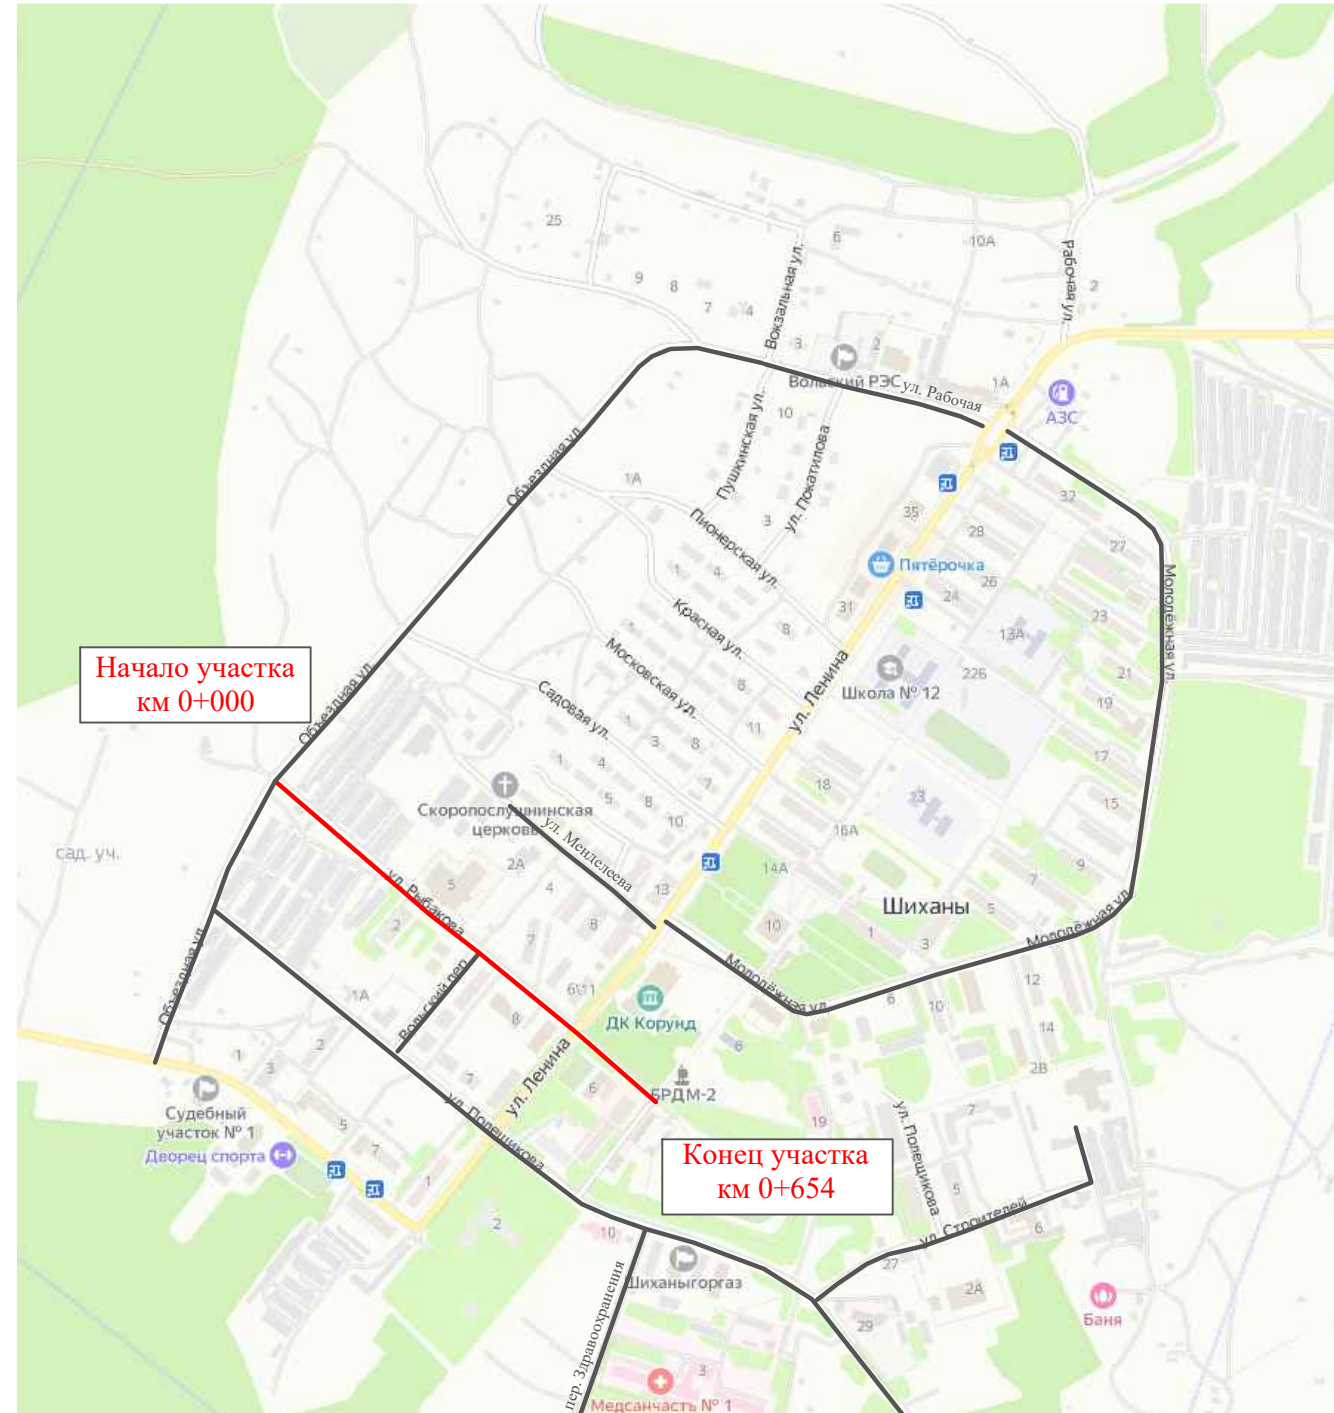 25
6
10А
Рабочая ул.
2
9
8
7
4
Вокзальная ул.
3
2
Вольский РЭС
ул. Рабочая
1А
АЗС
10
Пушкинская ул.
ул. Покатилова
3
Объездная ул.
1А
Пионерская ул.
35
32
28
27
Пятёрочка
26
24
31
23
Молодёжная ул.
1
4
8
Красная ул.
13А
Школа № 12
22Б
21
19
Начало участка
км 0+000
Объездная ул.
Московская ул.
8
ул. Ленина
11
17
Садовая ул.
1
3
8
7
1
4
5
8
10
18
13
15
Скоропослушнинская
церковь
ул. Менделеева
16А
сад. уч.
2А
14А
9
5
ул. Рыбакова
4
13
Шиханы
5
2
8
10
1
3
Молодёжная ул.
7
Объездная ул.
Вольский пер.
Молодёжная ул.
12
1А
6\11
ДК Корунд
6
10
14
8
1
3
2
6
2В
ул. Ленина
7
6
БРДМ-2
Судебный
участок № 1
ул. Полещикова
19
ул. Полещикова
7
5
7
Дворец спорта
Конец участка
км 0+654
1
5
2
10
ул. Строителей
6
Шиханыгоргаз
27
2А
Баня
пер. Здравоохранения
29
3
Медсанчасть № 1